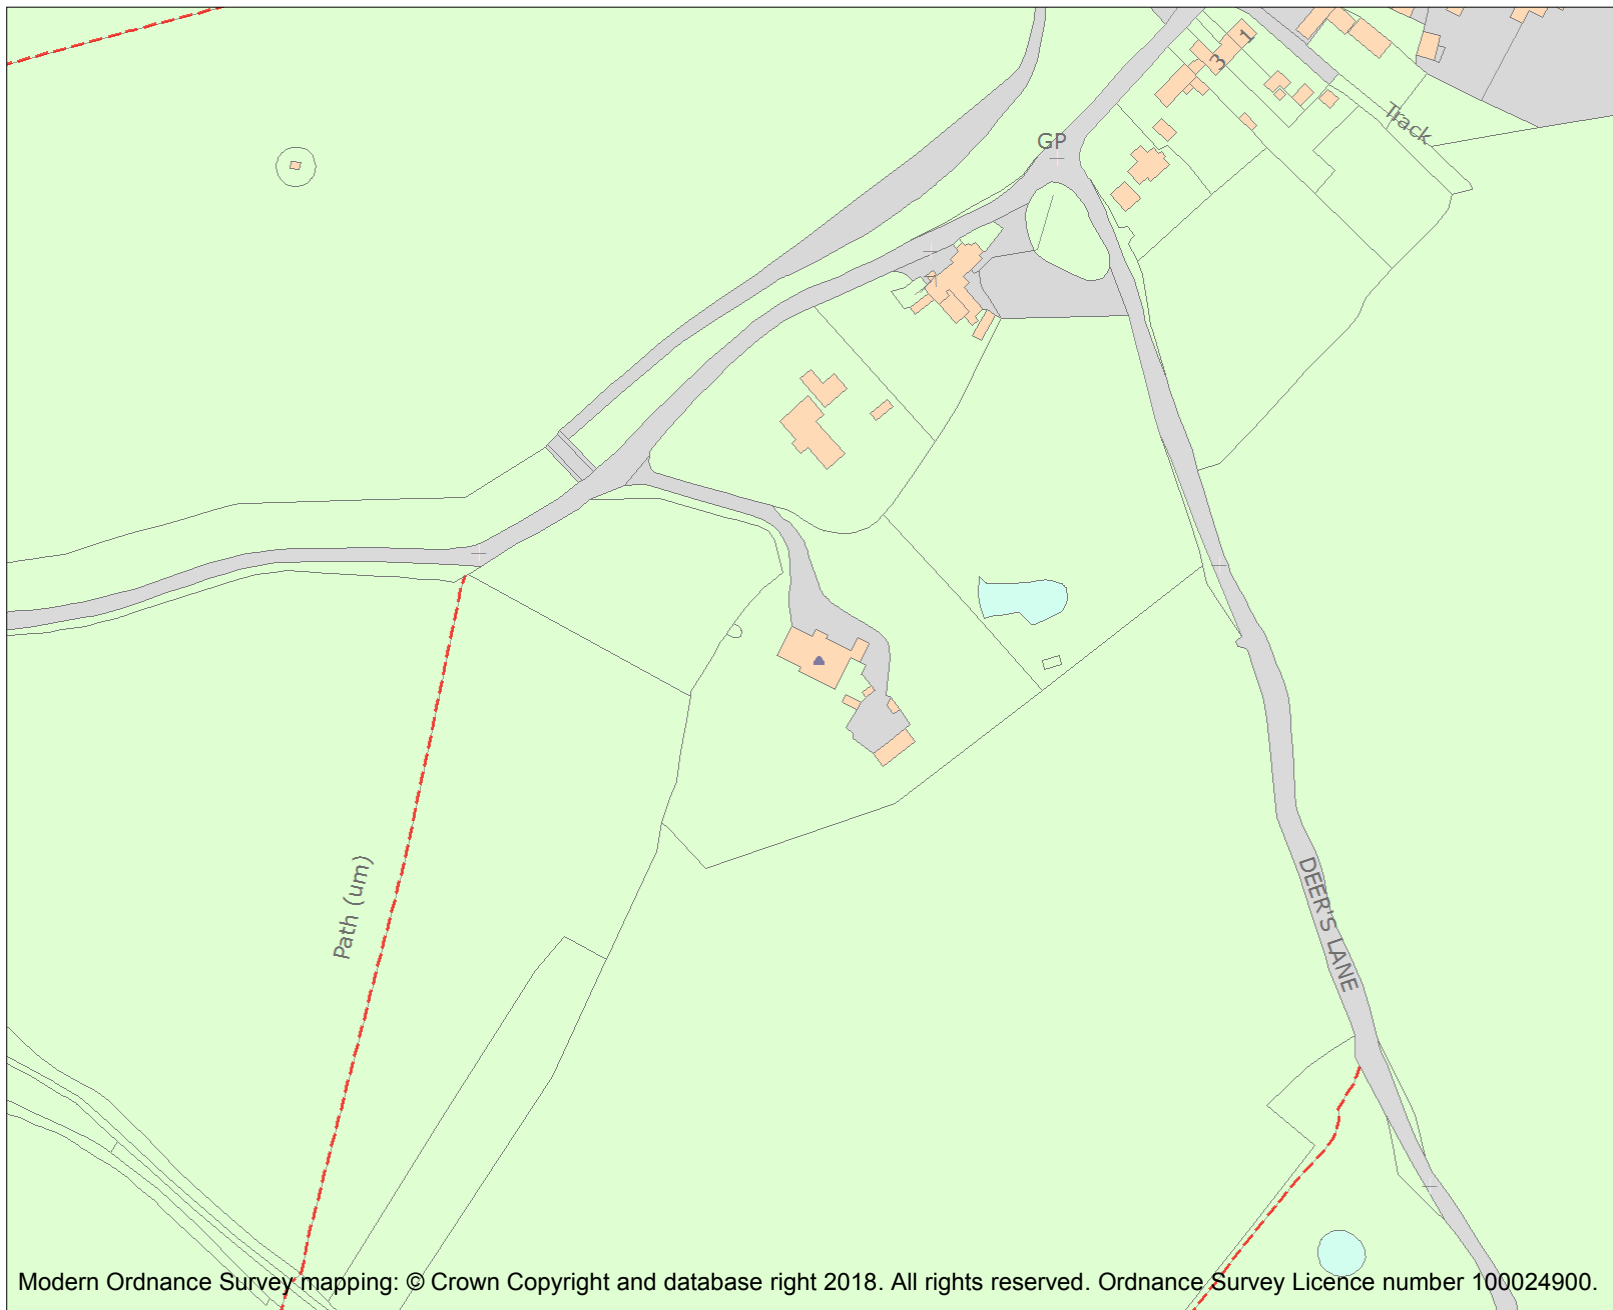 1
3
Track
GP
Path (um)
DEER'S LANE
Modern Ordnance Survey mapping: © Crown Copyright and database right 2018. All rights reserved. Ordnance Survey Licence number 100024900.